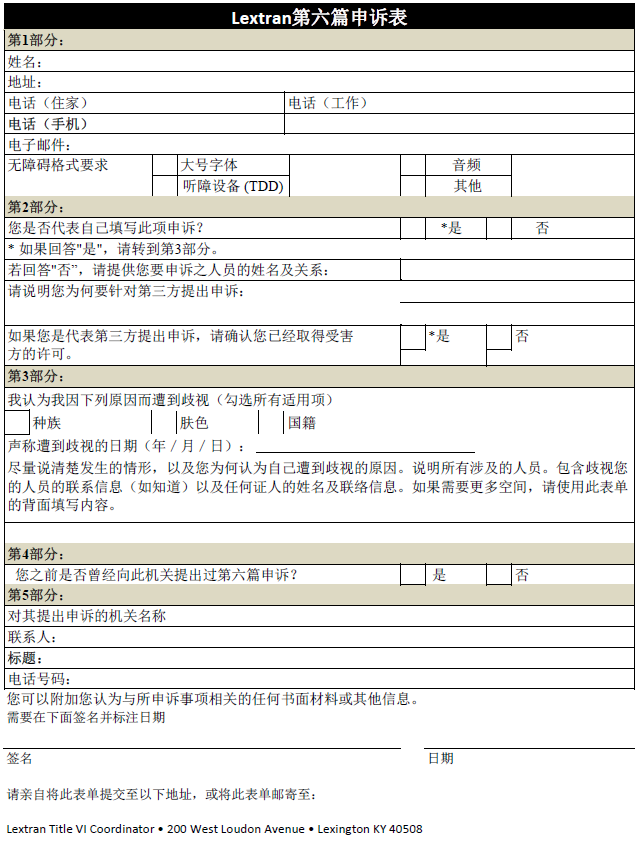 Lextran第六篇申诉表
第1部分：
姓名：
地址：
电话（住家） 电话（工作）
电话（手机）
电子邮件：
无障碍格式要求 大号字体 音频
听障设备 (TDD) 其他
第2部分：
您是否代表自己填写此项申诉？ *是 否
* 如果回答"是"，请转到第3部分。
若回答"否”，请提供您要申诉之人员的姓名及关系：
请说明您为何要针对第三方提出申诉：
如果您是代表第三方提出申诉，请确认您已经取得受害 *是 否
方的许可。
第3部分：
我认为我因下列原因而遭到歧视（勾选所有适用项）
种族 肤色 国籍
声称遭到歧视的日期（年／月／日）：
尽量说清楚发生的情形，以及您为何认为自己遭到歧视的原因。说明所有涉及的人员。包含歧视您
的人员的联系信息（如知道）以及任何证人的姓名及联络信息。如果需要更多空间，请使用此表单
的背面填写内容。
第4部分：
您之前是否曾经向此机关提出过第六篇申诉？ 是 否
第5部分：
对其提出申诉的机关名称
联系人：
标题：
电话号码：
您可以附加您认为与所申诉事项相关的任何书面材料或其他信息。
需要在下面签名并标注日期
签名 日期
请亲自将此表单提交至以下地址，或将此表单邮寄至：
Lextran Title VI Coordinator • 200 West Loudon Avenue • Lexington KY 40508